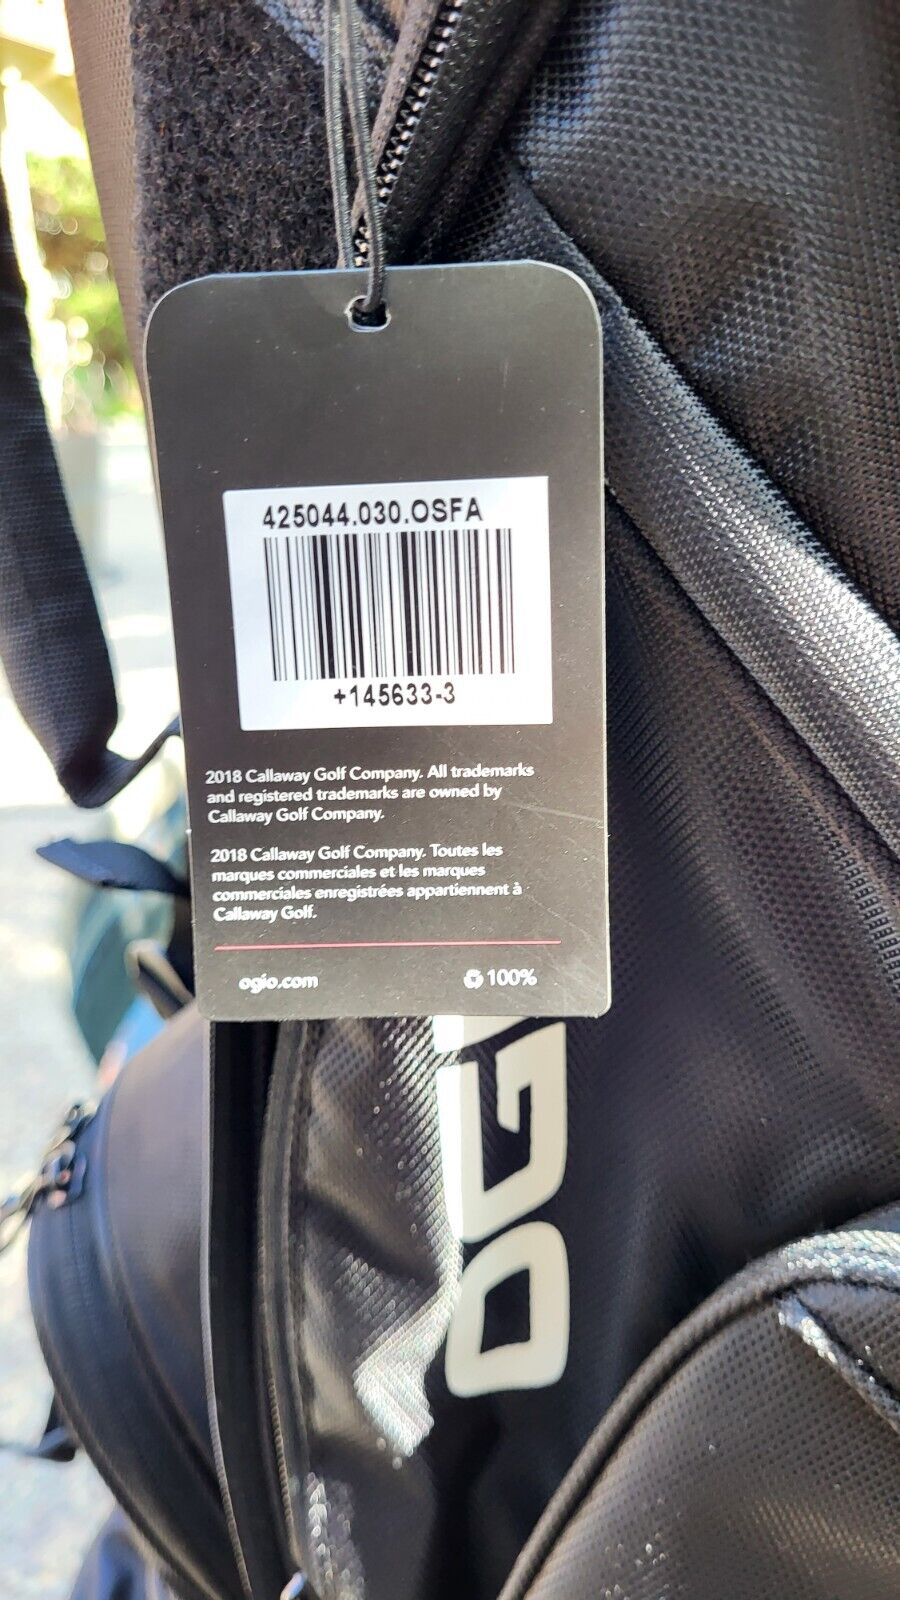 425044.030.OSFA
+145633-3
2018 Callaway Golf Company. All trademarks
and registered trademarks are owned by
Callaway Golf Company.
2018 Callaway Golf Company. Toutes les
marques commerciales et les marques
commerciales enregistrées appartiennent à
Callaway Golf.
ogio.com
100%
OGI